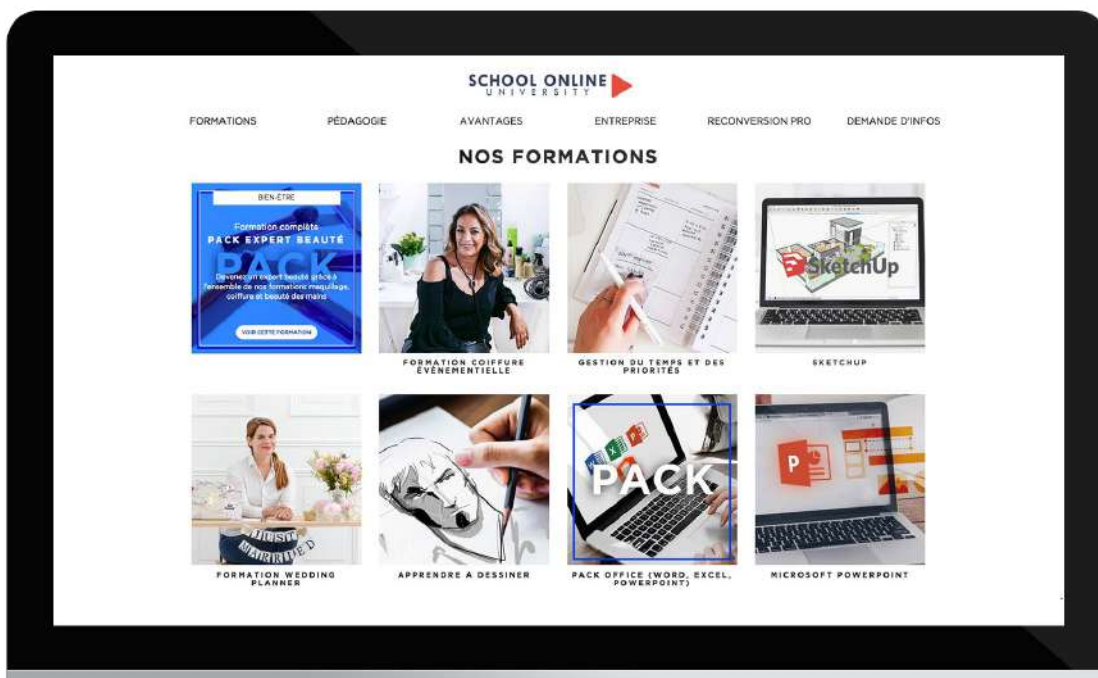 SCHOOL ONLINE
UNIVERSITY
FORMATIONS
PÉDAGOGIE
AVANTAGES
ENTREPRISE
RECONVERSION PRO
DEMANDE D'INFOS
NOS FORMATIONS
BIEN-ÊTRE
Formation complète
PACK EXPERT BEAUTÉ
PACK
Devenez un expert beauté grâce à
l'ensemble de nos formations maquillage,
coiffure et beauté des mains
VOIR CETTE FORMATION
SketchUp
FORMATION COIFFURE
ÉVÉNEMENTIELLE
GESTION DU TEMPS ET DES
PRIORITÉS
SKETCHUP
JUST
MARRIED
PACK
P
FORMATION WEDDING
PLANNER
APPRENDRE A DESSINER
PACK OFFICE (WORD, EXCEL,
POWERPOINT)
MICROSOFT POWERPOINT